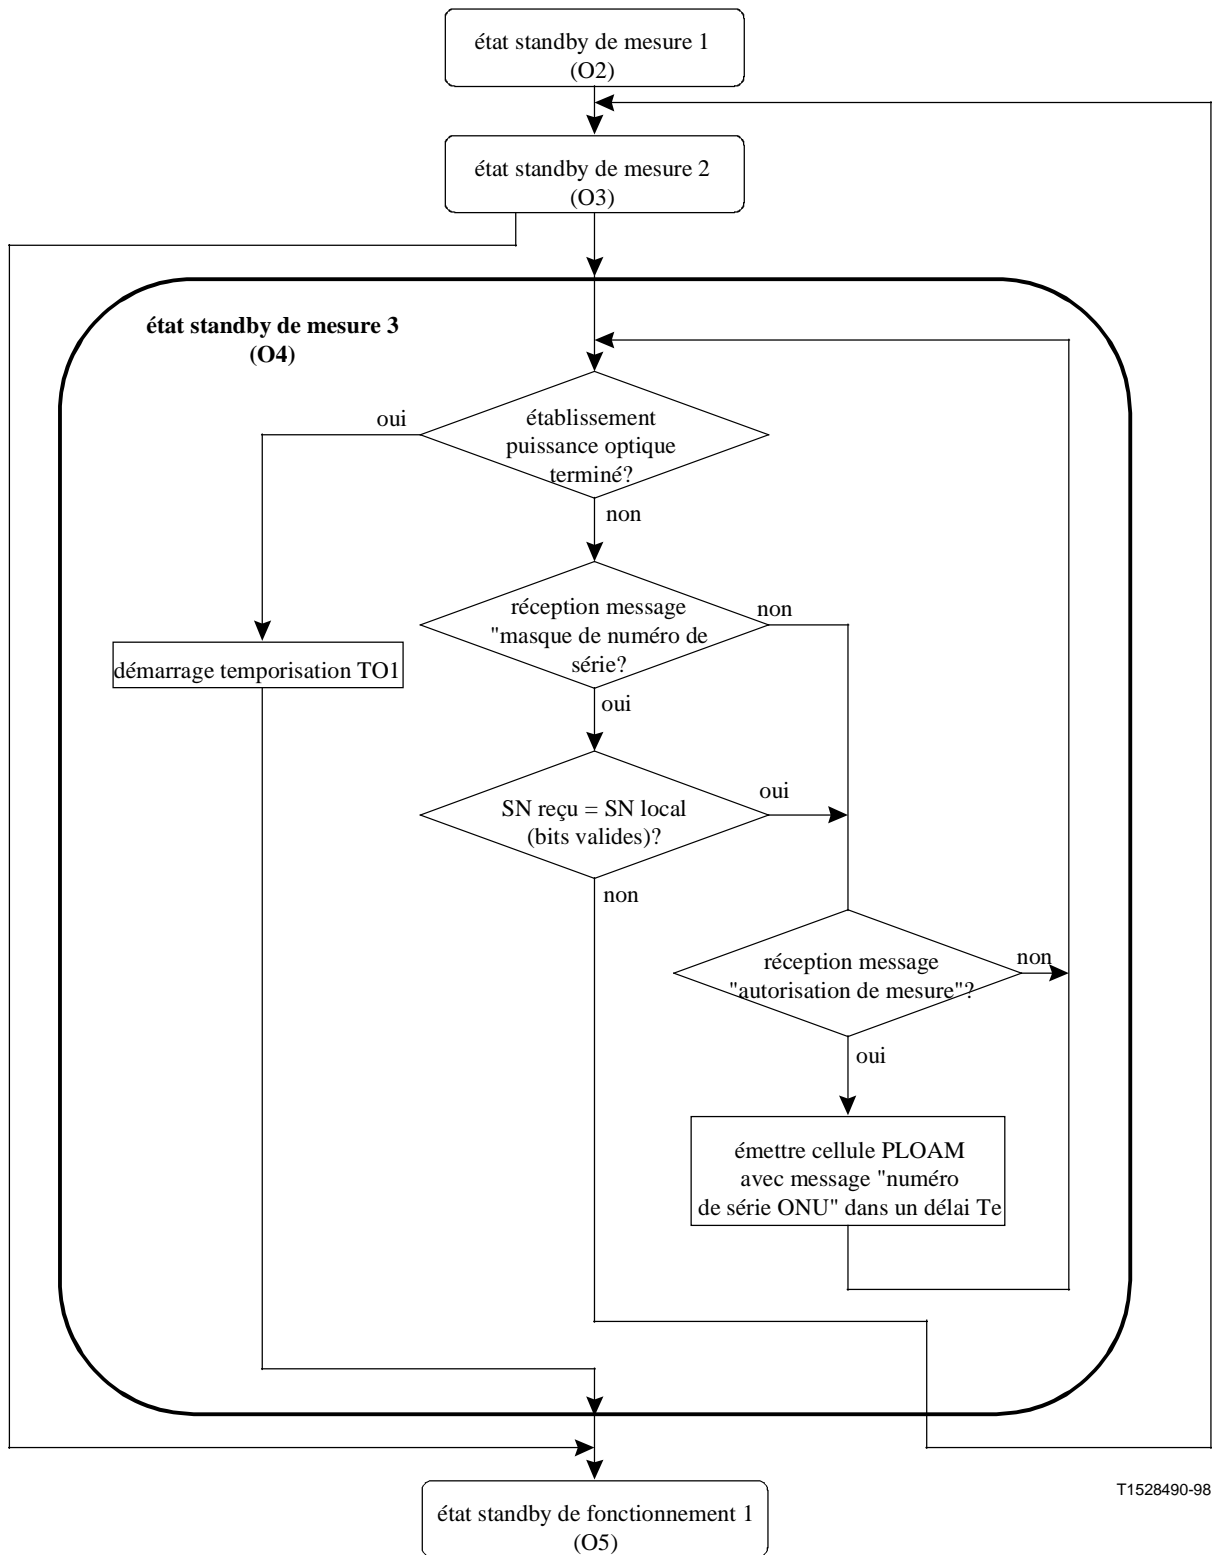 état standby de mesure 1
(O2)
état standby de mesure 2
(O3)
état standby de mesure 3
(O4)
oui
établissement
puissance optique
terminé?
non
réception message
"masque de numéro de
série?
non
démarrage temporisation TO1
oui
SN reçu = SN local
(bits valides)?
oui
non
réception message
"autorisation de mesure"?
non
oui
émettre cellule PLOAM
avec message "numéro
de série ONU" dans un délai Te
T1528490-98
état standby de fonctionnement 1
(O5)